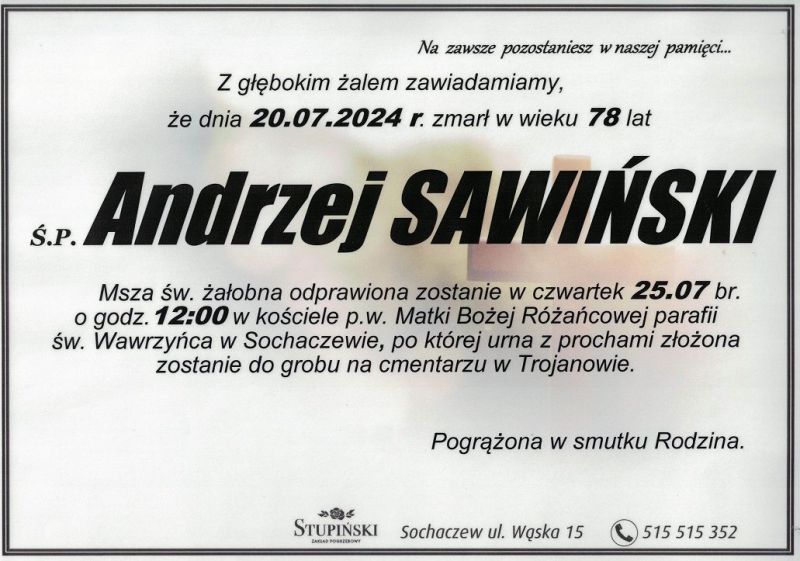 Na zawsze pozostaniesz w naszej pamięci...
Z głębokim żalem zawiadamiamy,
że dnia 20.07.2024 r. zmarł w wieku 78 lat
Ś.P. Andrzej SAWIŃSKI
Msza św. żałobna odprawiona zostanie w czwartek 25.07 br.
o godz. 12:00 w kościele p.w. Matki Bożej Różańcowej parafii
św. Wawrzyńca w Sochaczewie, po której urna z prochami złożona
zostanie do grobu na cmentarzu w Trojanowie.
Pogrążona w smutku Rodzina.
STUPIŃSKI
ZAKŁAD POGRZEBOWY
Sochaczew ul. Wąska 15 515 515 352